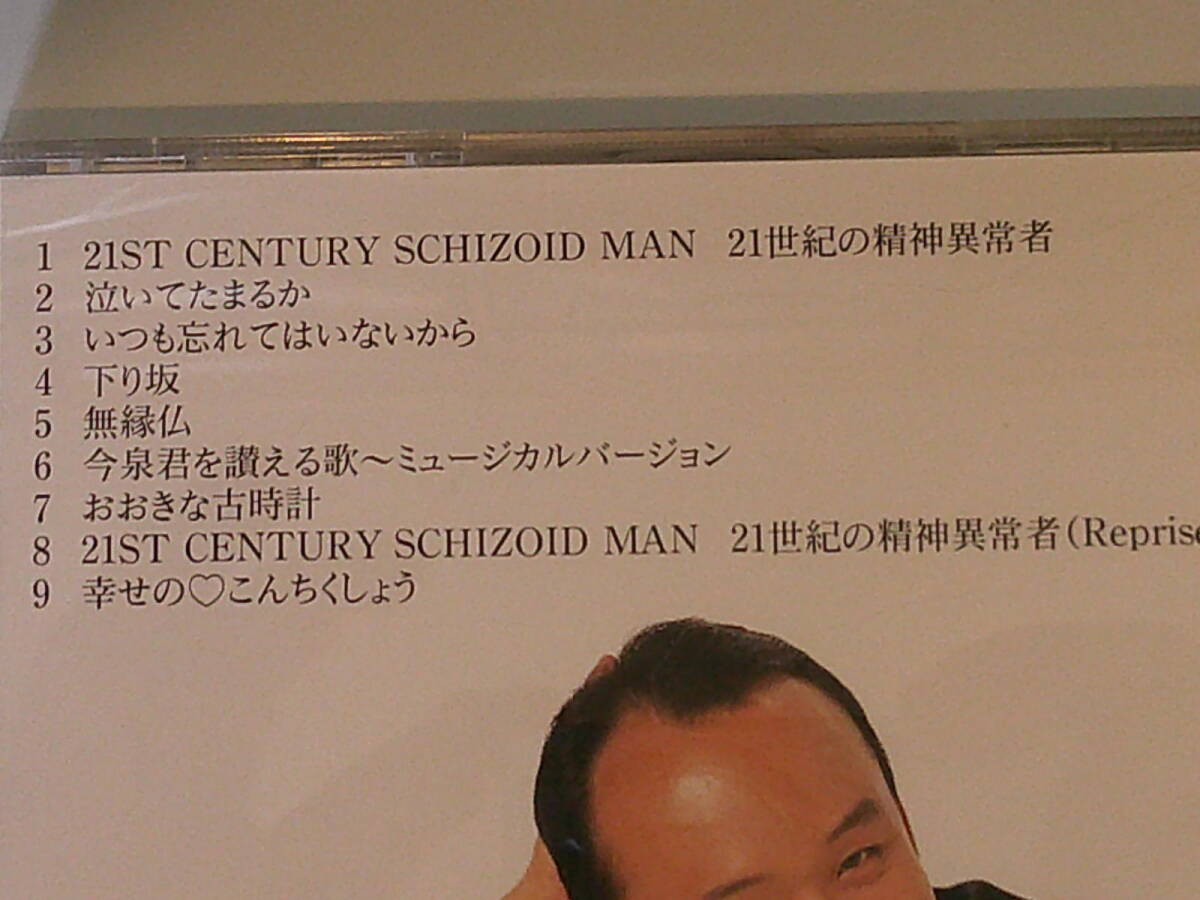 1 21ST CENTURY SCHIZOID MAN 21世紀の精神異常者
2 泣いてたまるか
3 いつも忘れてはいないから
4 下り坂
5 無縁仏
6 今泉君を讃える歌〜ミュージカルバージョン
7 おおきな古時計
8 21ST CENTURY SCHIZOID MAN 21世紀の精神異常者(Reprise
9 幸せの♡こんちくしょう